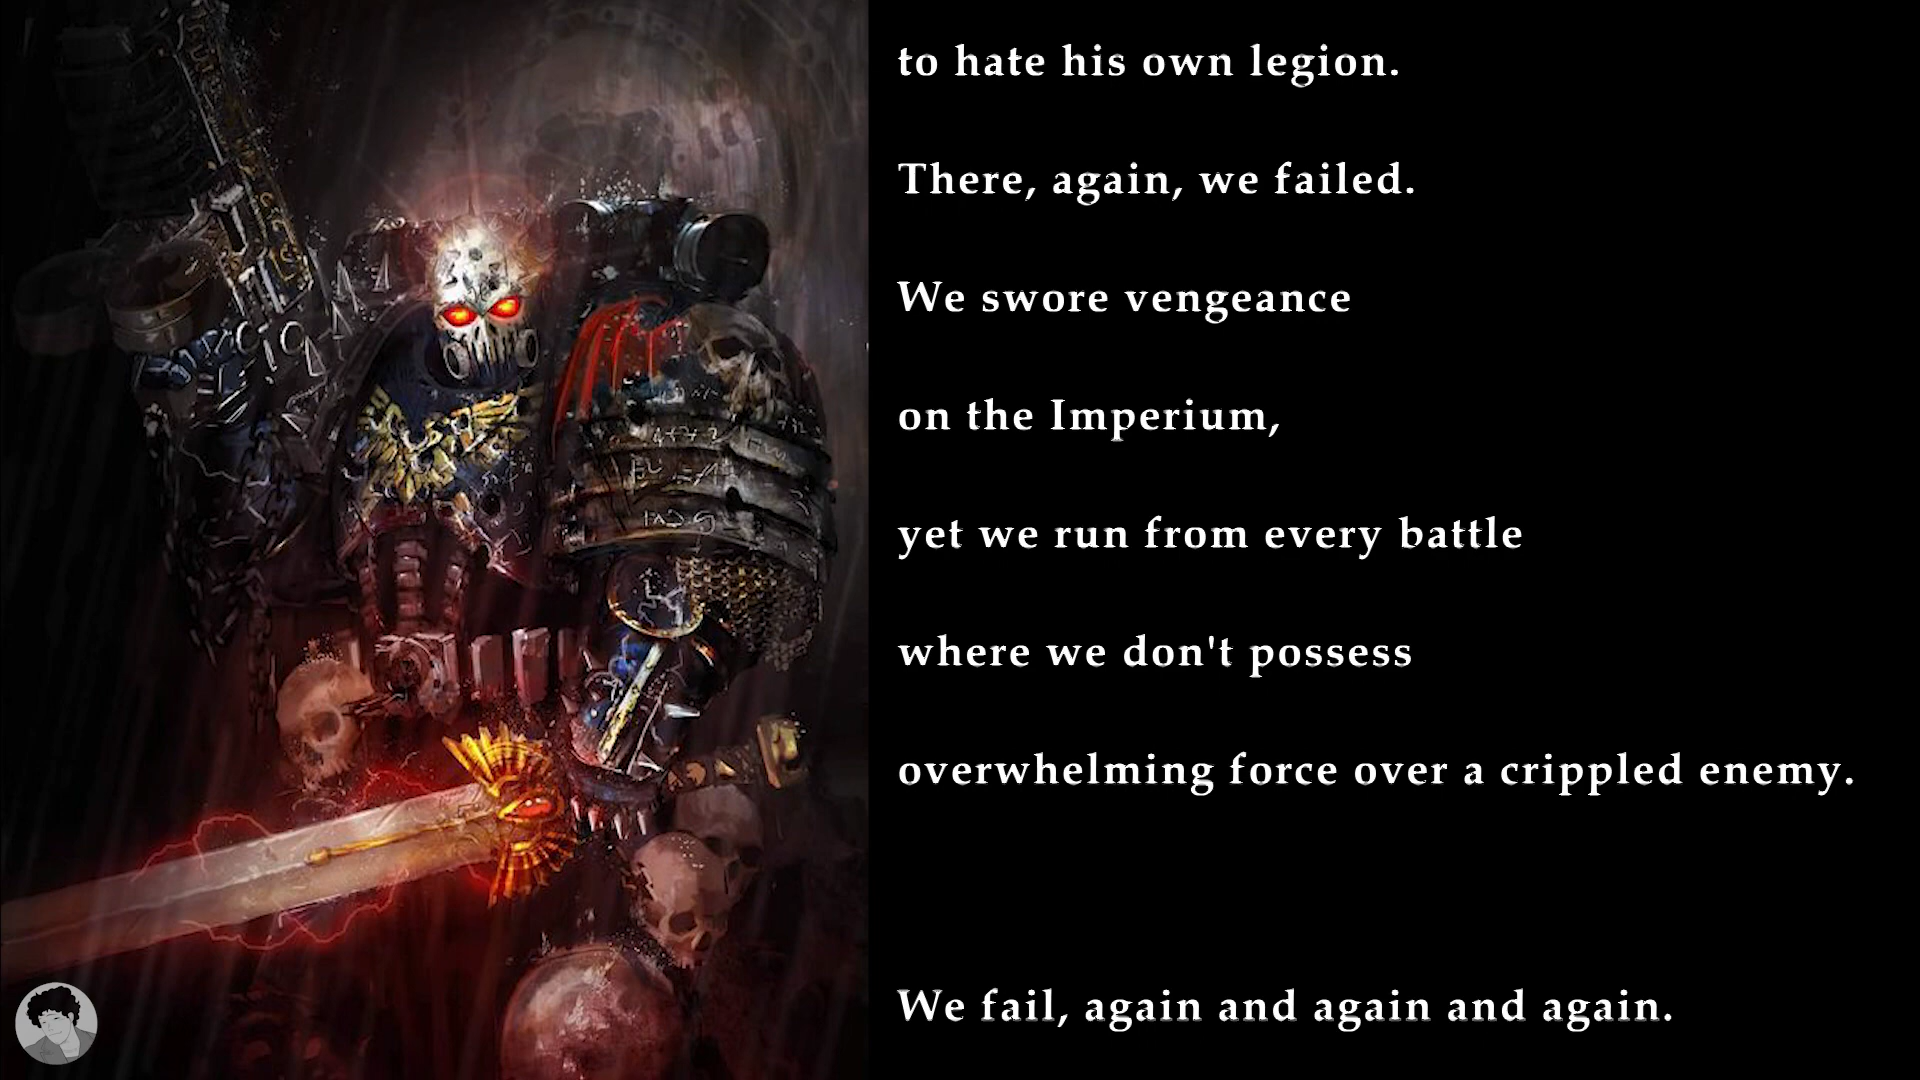 to hate his own legion.
There, again, we failed.
We swore vengeance
on the Imperium,
yet we run from every battle
where we don't possess
overwhelming force over a crippled enemy.
We fail, again and again and again.